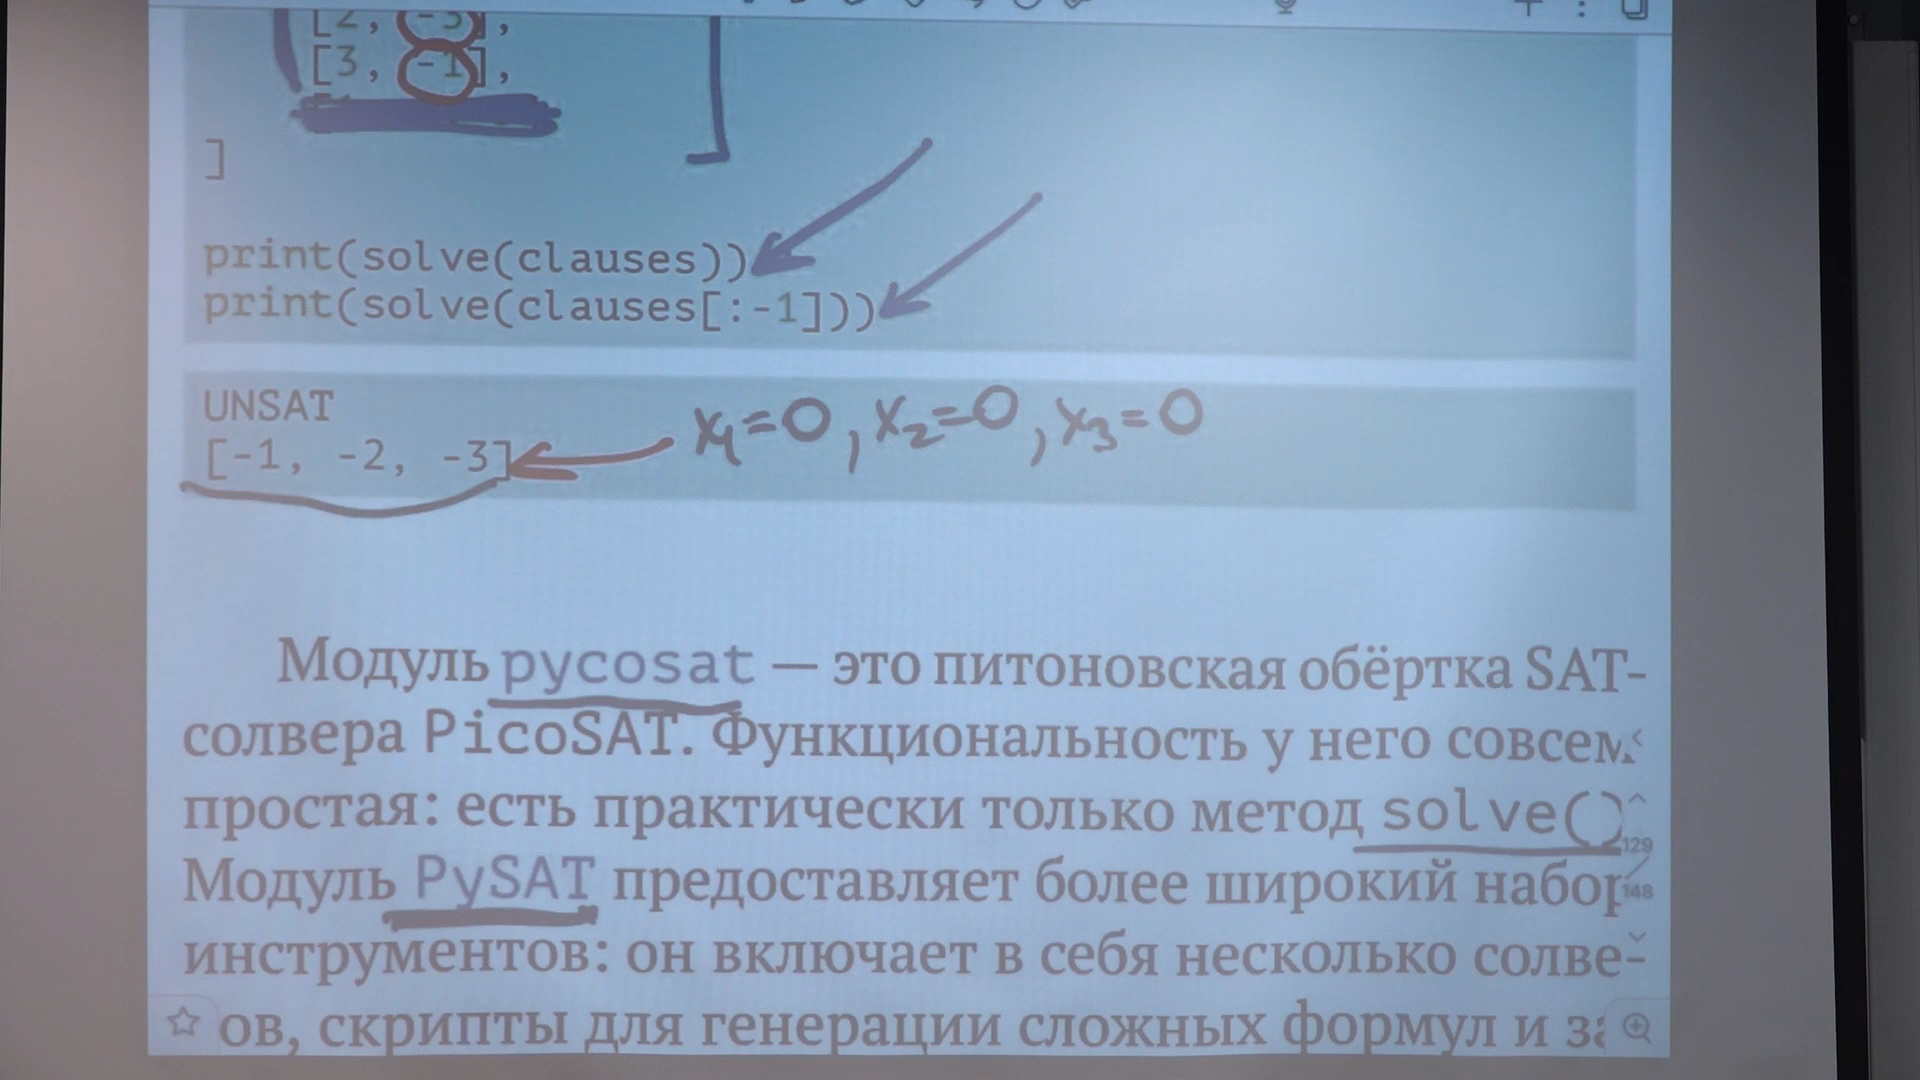 [2, -3],
[3, -1],
]
print(solve(clauses))
print(solve(clauses[:-1]))
UNSAT
[-1, -2, -3]
x₁=0, x₂=0, x₃=0
Модуль pycosat — это питоновская обёртка SAT-
солвера PicoSAT. Функциональность у него совсем
простая: есть практически только метод solve()
Модуль PySAT предоставляет более широкий набор
инструментов: он включает в себя несколько солве-
ов, скрипты для генерации сложных формул и
129
148